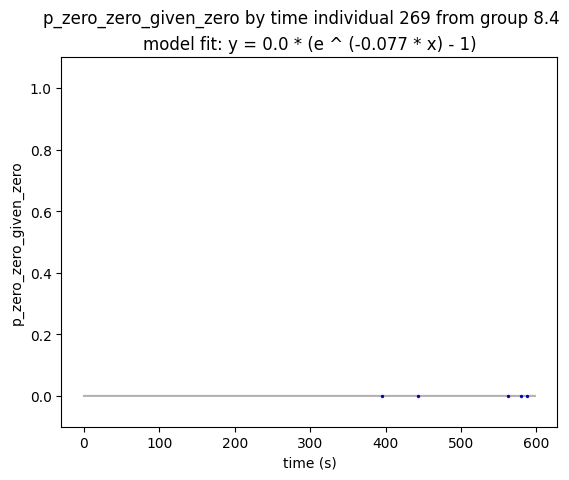 p_zero_zero_given_zero by time individual 269 from group 8.4
model fit: y = 0.0 * (e ^ (-0.077 * x) - 1)
1.0
0.8
0.6
0.4
0.2
0.0
p_zero_zero_given_zero
0 100 200 300 400 500 600
time (s)